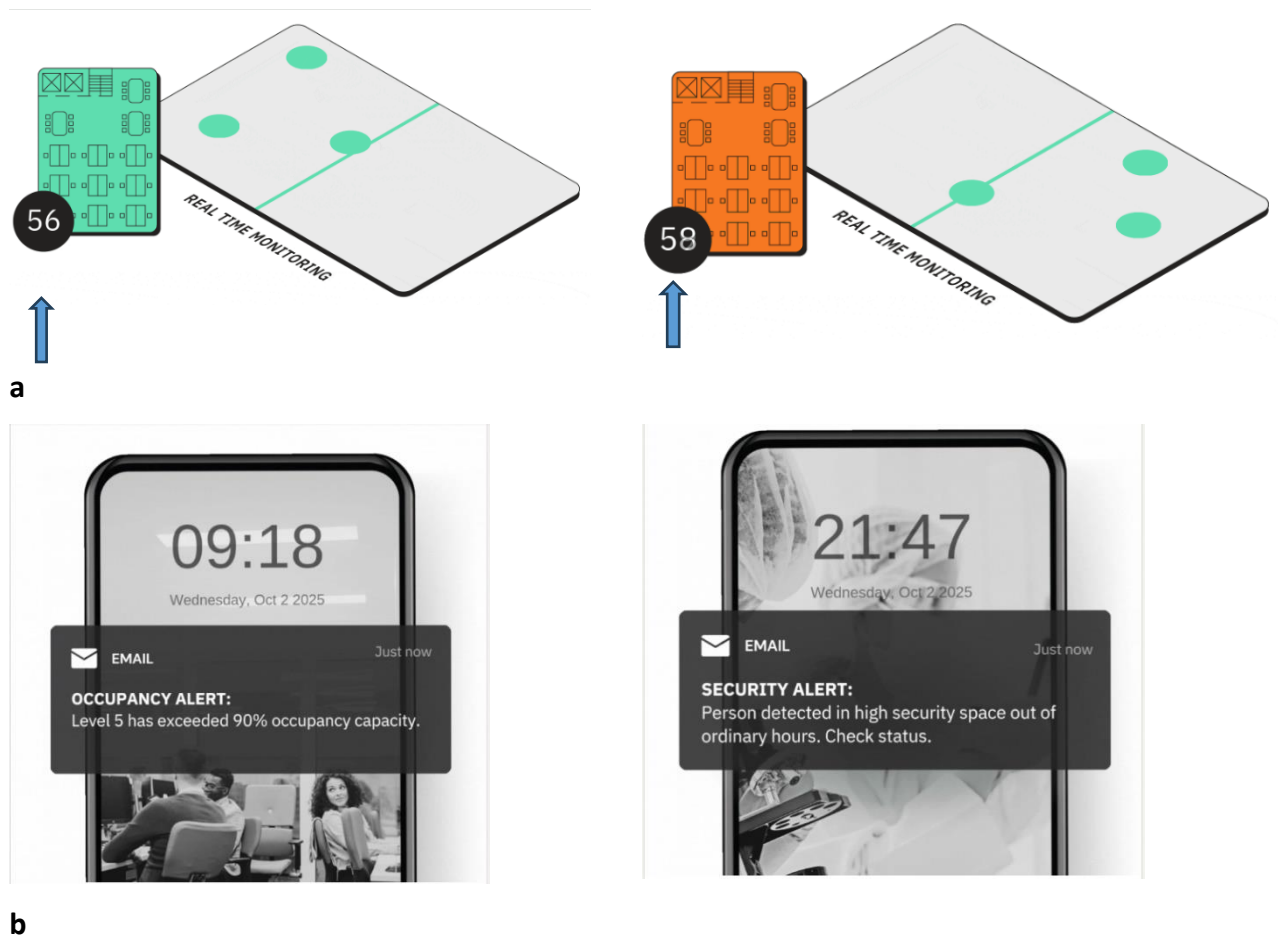 56
REAL TIME MONITORING
58
REAL TIME MONITORING
a
09:18
Wednesday, Oct 2 2025
EMAIL
Just now
OCCUPANCY ALERT:
Level 5 has exceeded 90% occupancy capacity.
21:47
Wednesday, Oct 2 2025
EMAIL
Just now
SECURITY ALERT:
Person detected in high security space out of
ordinary hours. Check status.
b